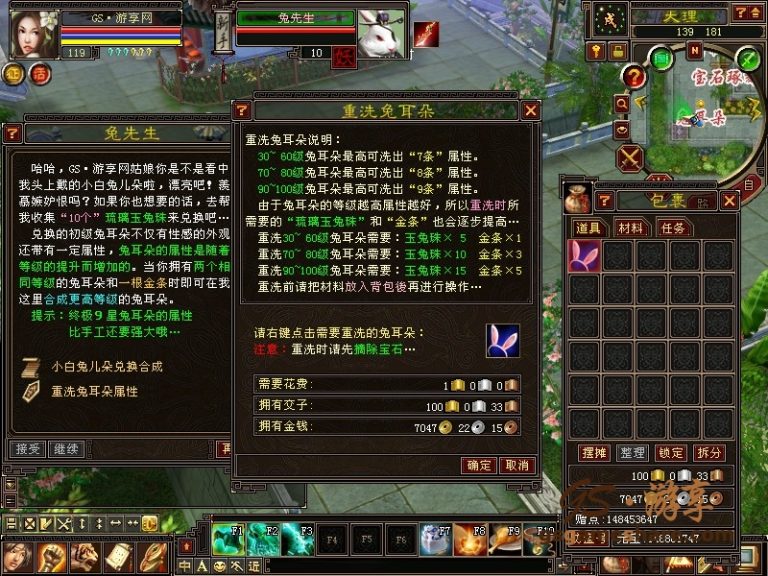 GS·游享网
119
兔先生
10
妖
新手
戌
大理
139 181
N
宝石琢
征
活
自
兔先生
哈哈，GS·游享网姑娘你是不是看中
我头上戴的小白兔儿朵啦，漂亮吧！羡
慕嫉妒恨吗？如果你也想要的话，去帮
我收集“10个”琉璃玉兔珠来兑换吧…
兑换的初级兔耳朵不仅有性感的外观
还带有一定属性，兔耳朵的属性是随着
等级的提升而增加的。当你拥有两个相
同等级的兔耳朵和一根金条时即可在我
这里合成更高等级的兔耳朵。
提示：终极9星兔耳朵的属性
比手工还要强大哦…
小白兔儿朵兑换合成
重洗兔耳朵属性
接受
继续
再
重洗兔耳朵
重洗兔耳朵说明：
30~ 60级兔耳朵最高可洗出“7条”属性。
70~ 80级兔耳朵最高可洗出“8条”属性。
90~100级兔耳朵最高可洗出“9条”属性。
由于兔耳朵的等级越高属性越好，所以重洗时所
需要的“琉璃玉兔珠”和“金条”也会逐步提高…
重洗30~ 60级兔耳朵需要：玉兔珠× 5 金条×1
重洗70~ 80级兔耳朵需要：玉兔珠×10 金条×3
重洗90~100级兔耳朵需要：玉兔珠×15 金条×5
重洗前请把材料放入背包後再进行操作…
请右键点击需要重洗的兔耳朵：
注意：重洗时请先摘除宝石…
需要花费： 1 0 0
拥有交子： 100 0 33
拥有金钱： 7047 22 15
确定
取消
包裹
道具
材料
任务
摆摊
整理
锁定
拆分
100 0 33
7047
赠点：148453647
GS 游享
F1
F2
F3
F4
F5
F6
F7
F8
F9
F10
中
A
近